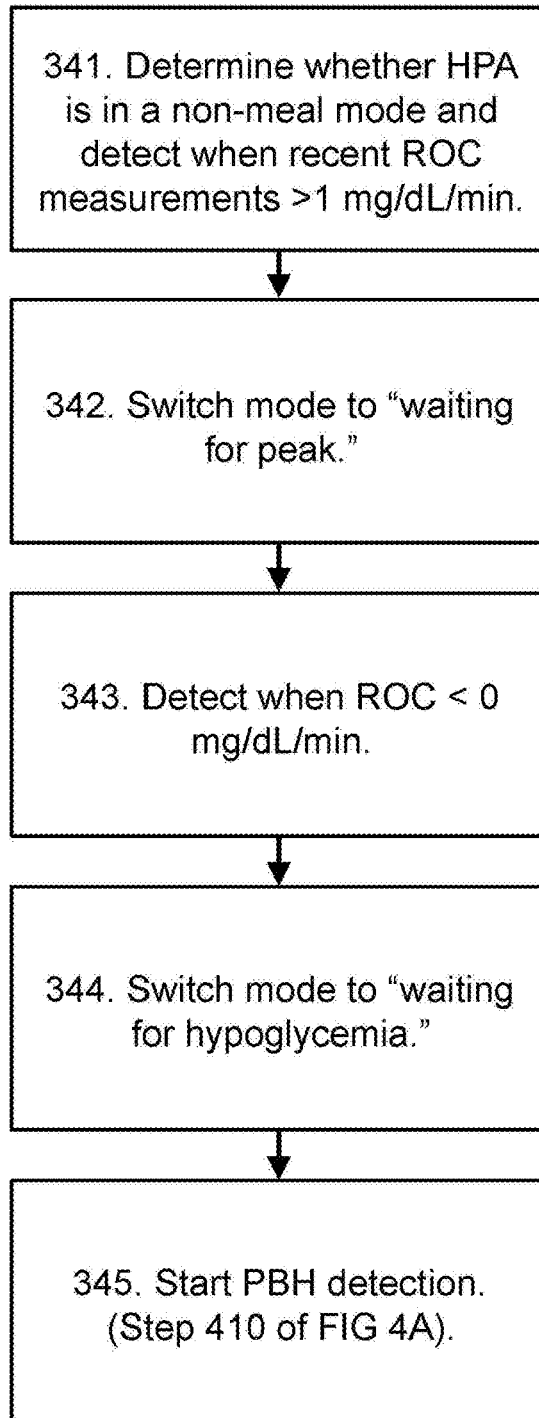 341. Determine whether HPA
is in a non-meal mode and
detect when recent ROC
measurements >1 mg/dL/min.
342. Switch mode to “waiting
for peak.”
343. Detect when ROC < 0
mg/dL/min.
344. Switch mode to “waiting
for hypoglycemia.”
345. Start PBH detection.
(Step 410 of FIG 4A).